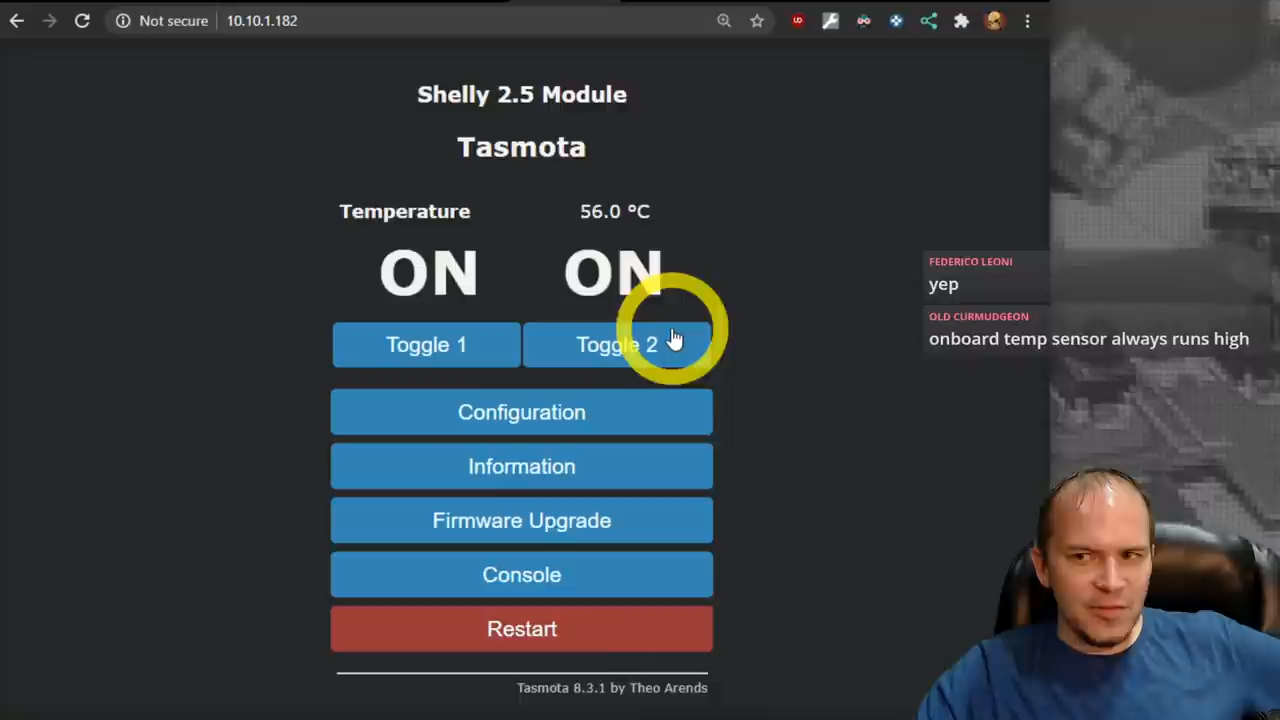 Not secure
10.10.1.182
Shelly 2.5 Module
Tasmota
Temperature 56.0 °C
ON ON
Toggle 1 Toggle 2
Configuration
Information
Firmware Upgrade
Console
Restart
Tasmota 8.3.1 by Theo Arends
FEDERICO LEONI
yep
OLD CURMUDGEON
onboard temp sensor always runs high